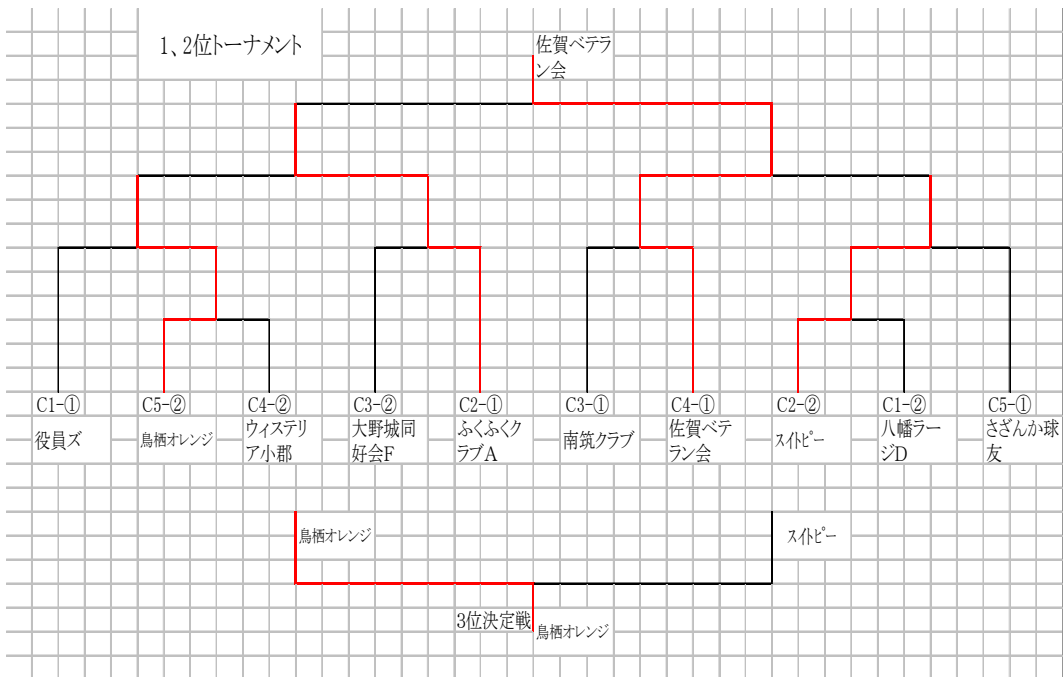 1、2位トーナメント
佐賀ベテラ
ン会
C1-①
C5-②
C4-②
C3-②
C2-①
C3-①
C4-①
C2-②
C1-②
C5-①
役員ズ
鳥栖オレンジ
ウィステリ
ア小郡
大野城同
好会F
ふくふくク
ラブA
南筑クラブ
佐賀ベテ
ラン会
スイトピー
八幡ラー
ジD
さざんか球
友
鳥栖オレンジ
スイトピー
3位決定戦
鳥栖オレンジ